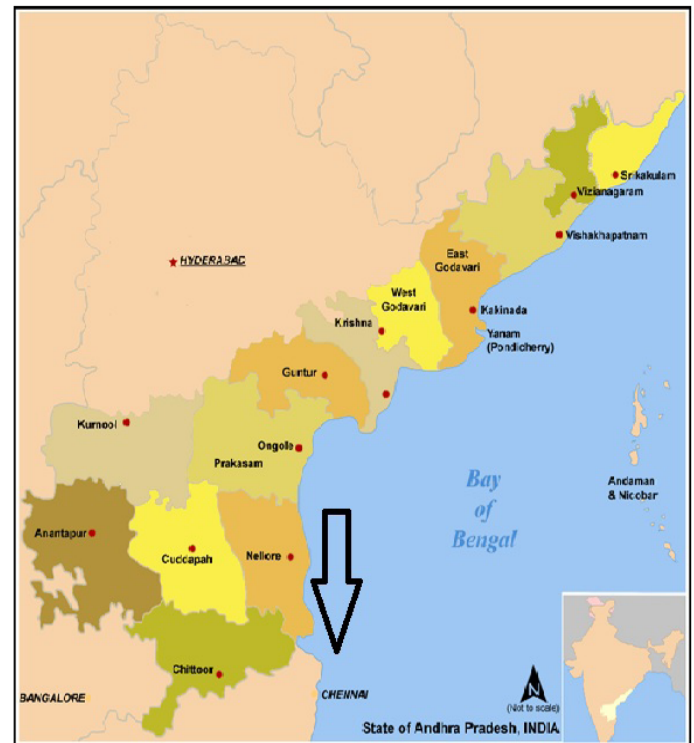 Srikakulam
Vizianagaram
Vishakhapatnam
East
Godavari
HYDERABAD
West
Godavari
Kakinada
Krishna
Yanam
(Pondicherry)
Guntur
Kurnool
Ongole
Prakasam
Bay
of
Bengal
Andaman
& Nicobar
Anantapur
Cuddapah
Nellore
Chittoor
BANGALORE
CHENNAI
N
(Not to scale)
State of Andhra Pradesh, INDIA